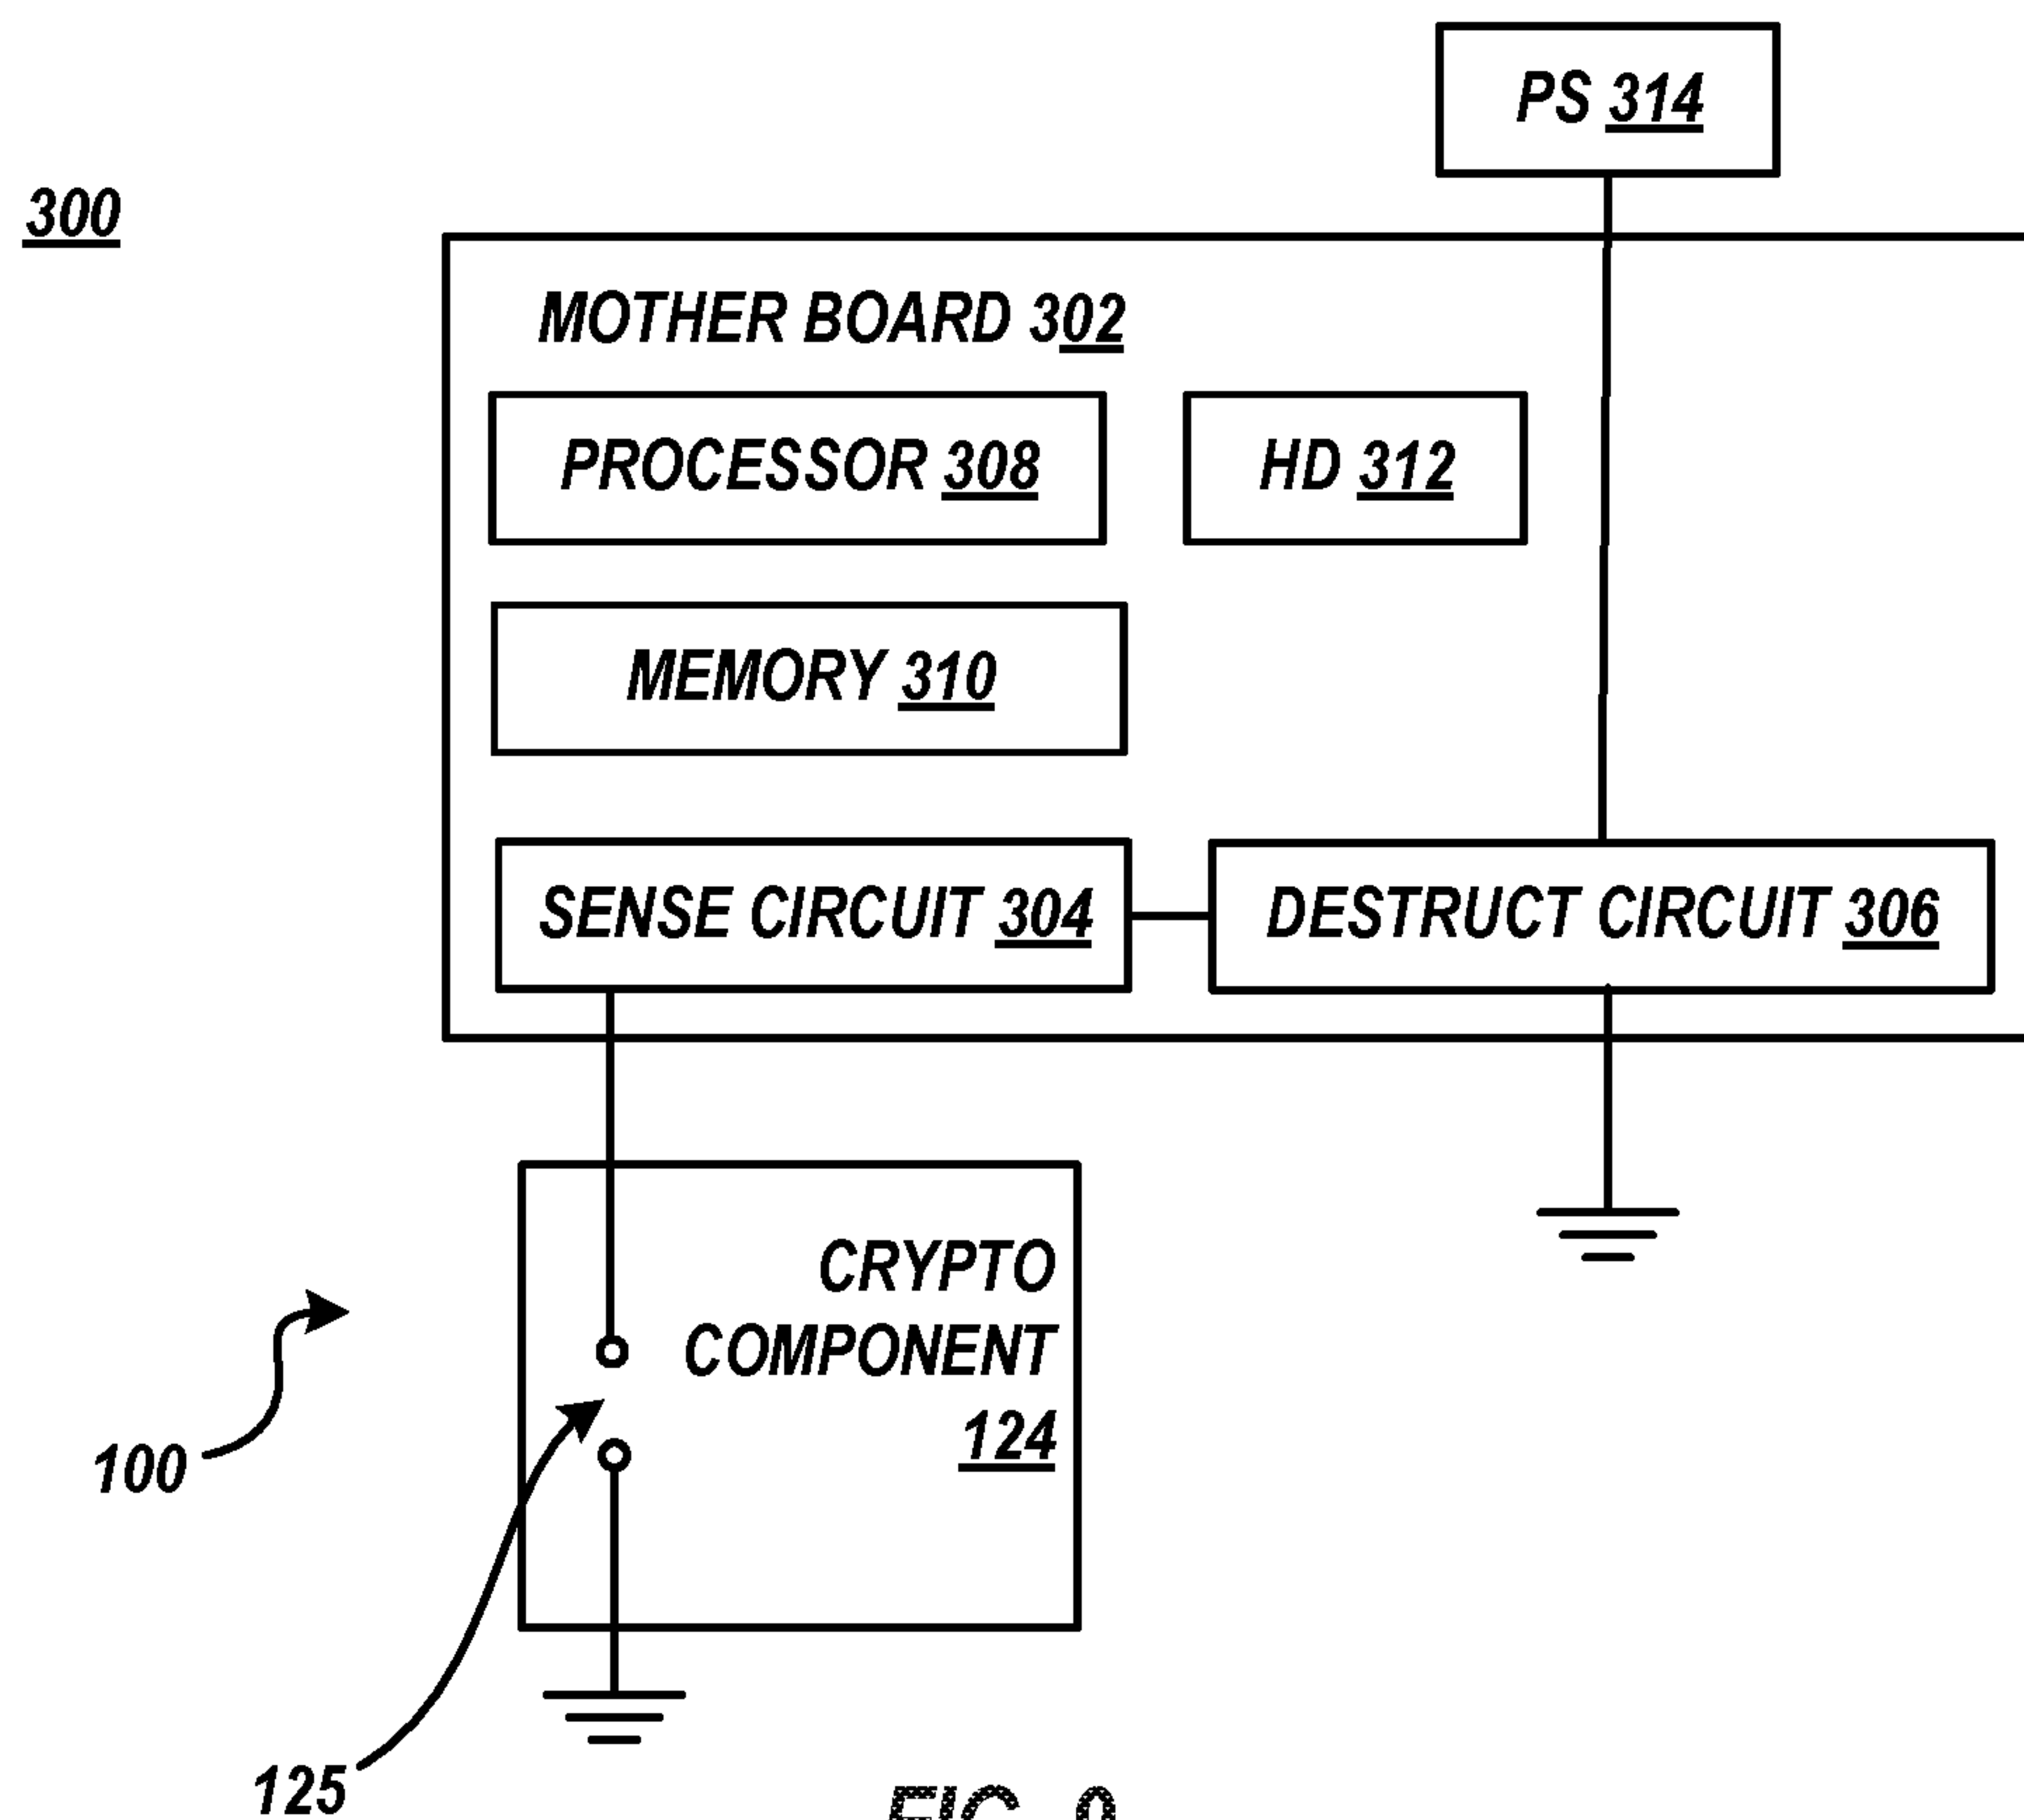 PS 314
300
MOTHER BOARD 302
PROCESSOR 308
HD 312
MEMORY 310
SENSE CIRCUIT 304
DESTRUCT CIRCUIT 306
CRYPTO
COMPONENT
124
100
125
FIG.